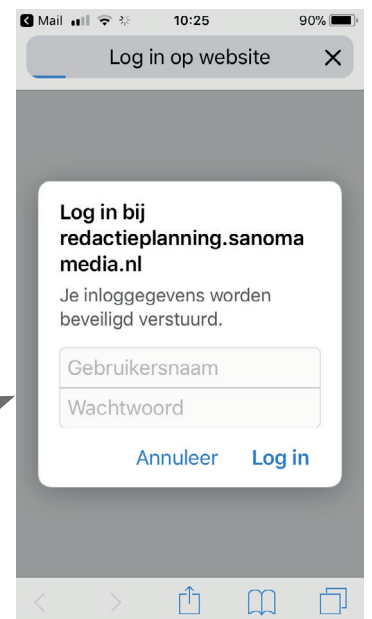 Mail 10:25 90%
Log in op website
Log in bij
redactieplanning.sanoma
media.nl
Je inloggegevens worden
beveiligd verstuurd.
Gebruikersnaam
Wachtwoord
Annuleer Log in